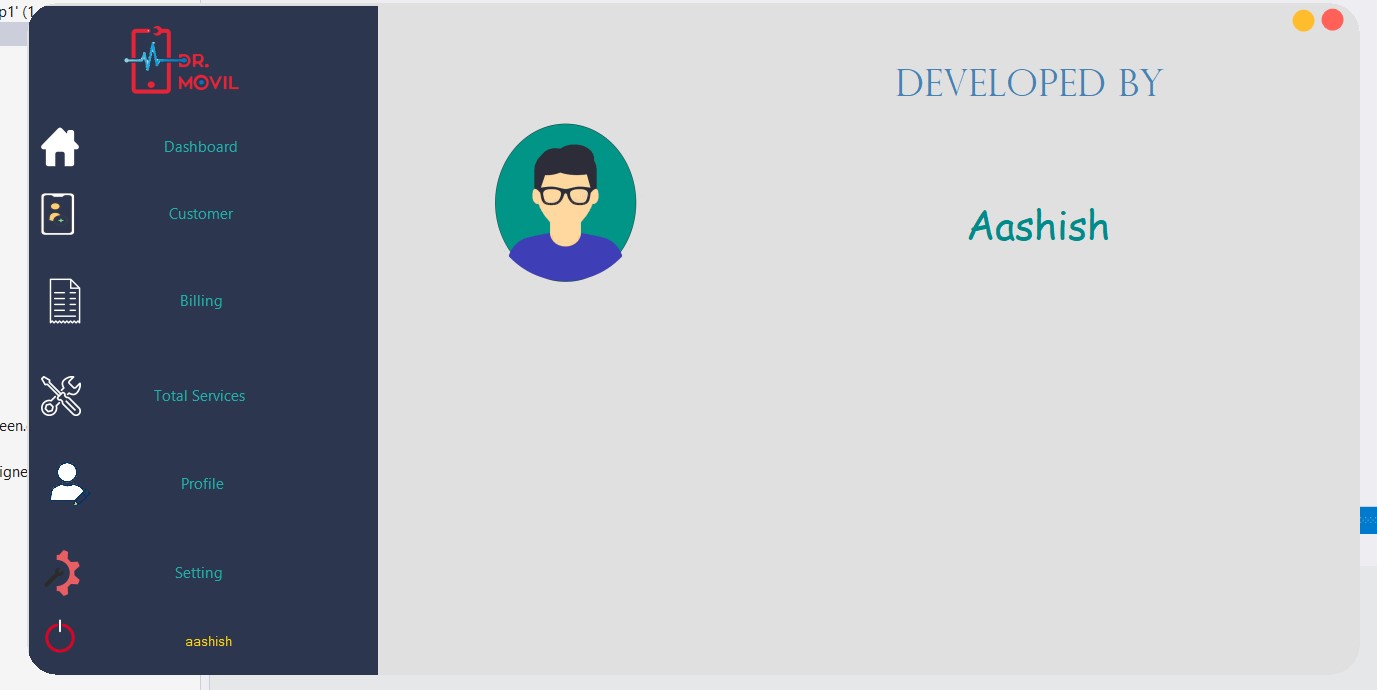 p1' (1
DR.
MOVIL
DEVELOPED BY
Dashboard
Customer
Aashish
Billing
Total Services
een.
igne
Profile
Setting
aashish